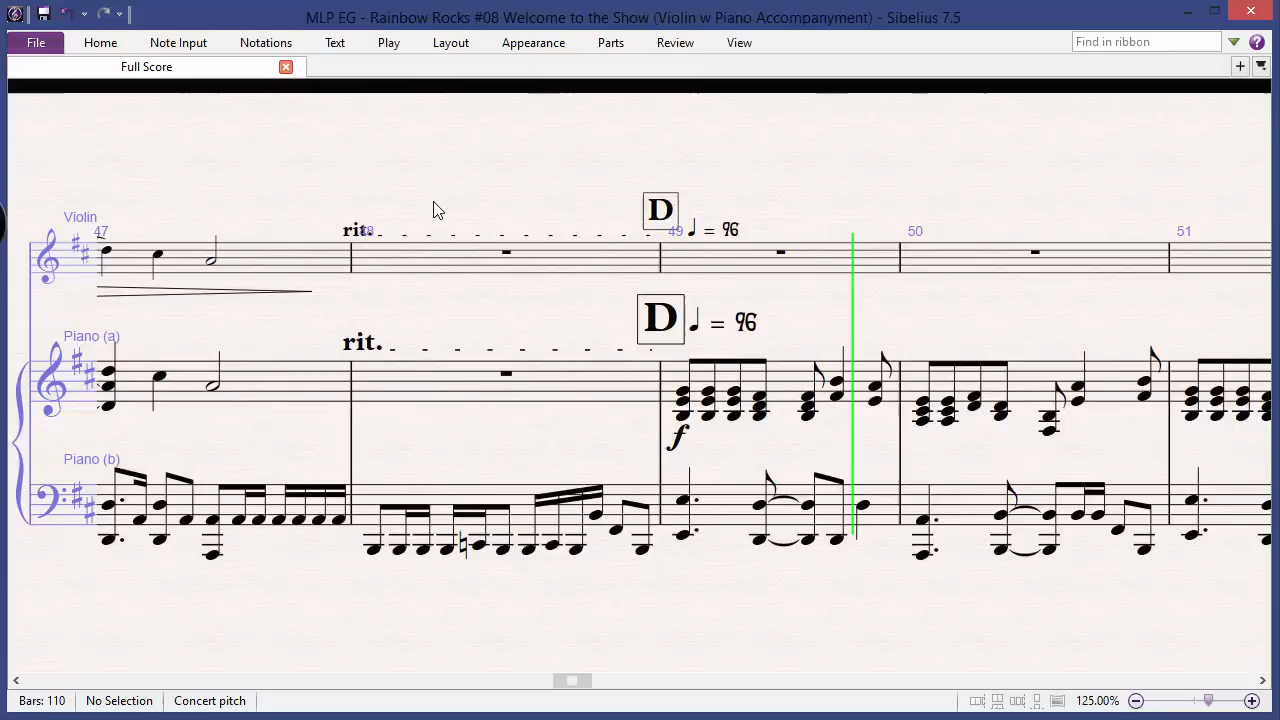 MLP EG - Rainbow Rocks #08 Welcome to the Show (Violin w Piano Accompanyment) - Sibelius 7.5
File Home Note Input Notations Text Play Layout Appearance Parts Review View Find in ribbon
Full Score
D
Violin
47 rit. 48 49 ♩ = 96 50 51
D ♩ = 96
Piano (a)
rit.
f
Piano (b)
Bars: 110 No Selection Concert pitch 125.00%